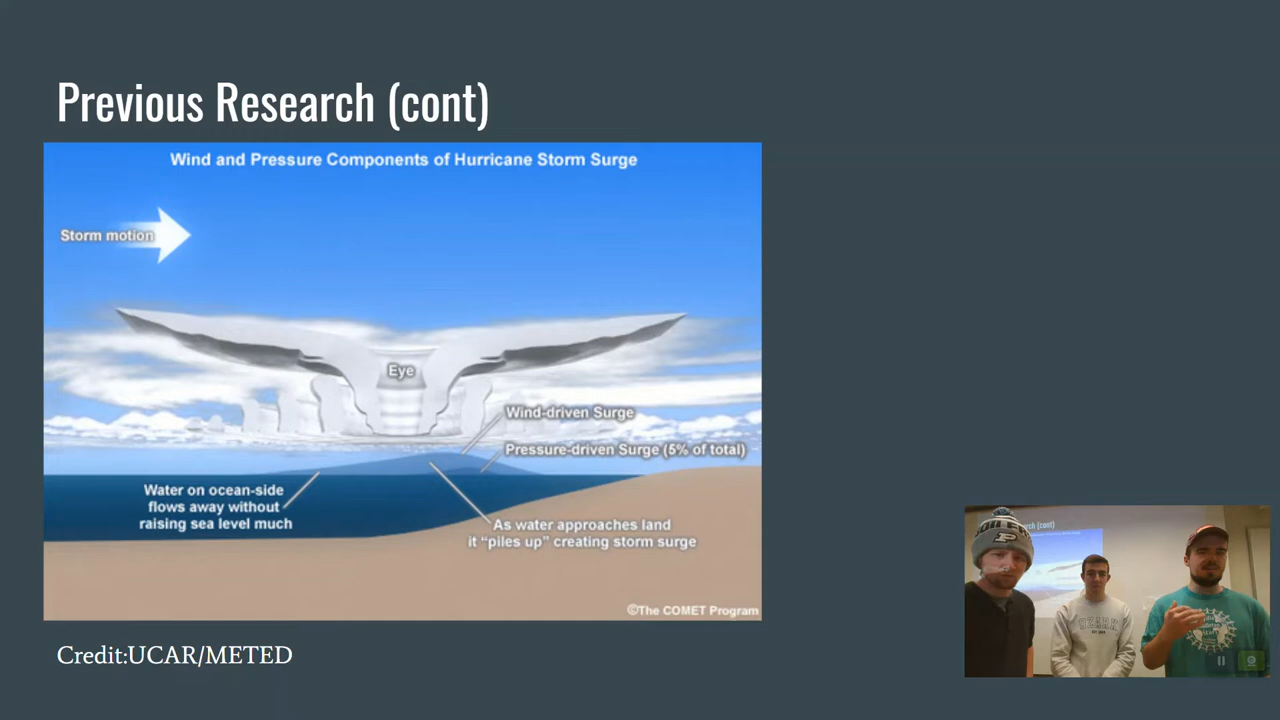 Previous Research (cont)
Wind and Pressure Components of Hurricane Storm Surge
Storm motion
Eye
Wind-driven Surge
Pressure-driven Surge (5% of total)
Water on ocean-side
flows away without
raising sea level much
As water approaches land
it “piles up” creating storm surge
©The COMET Program
Credit:UCAR/METED
arch (cont)
P